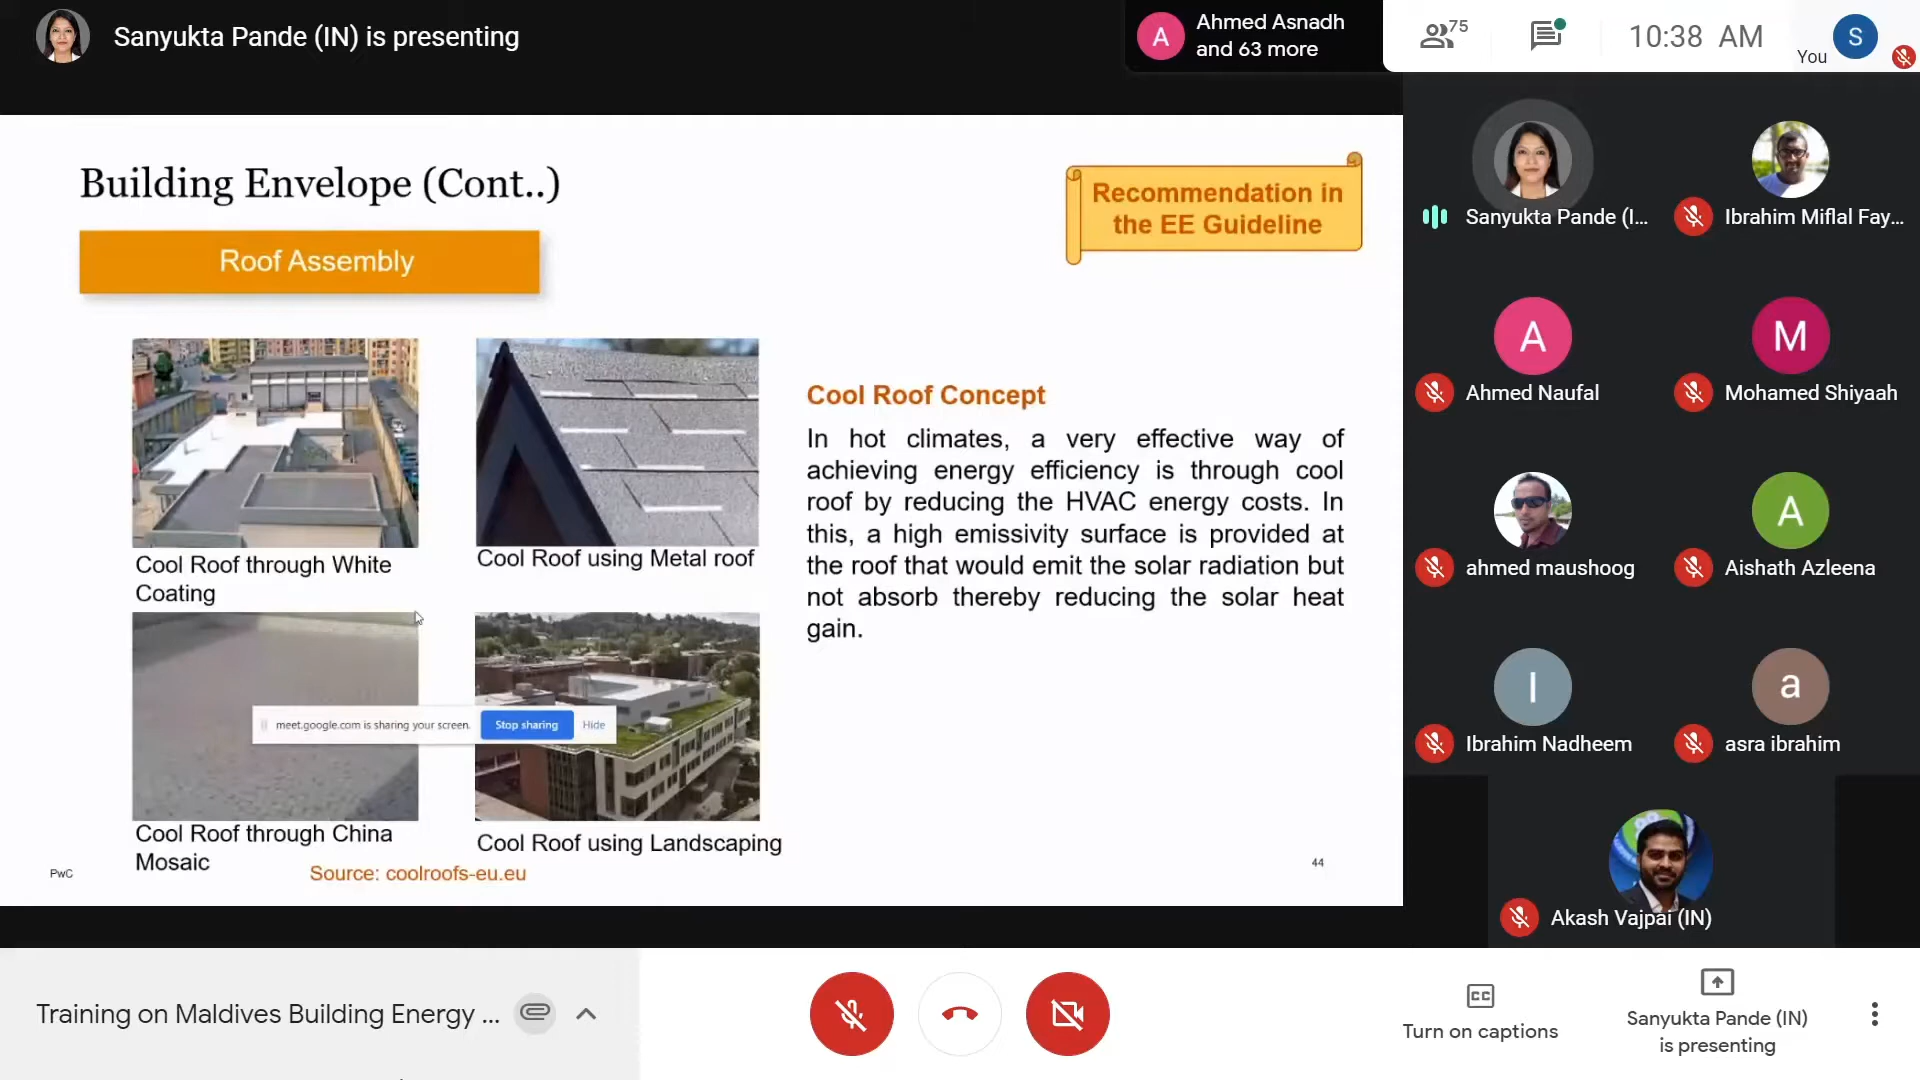 Sanyukta Pande (IN) is presenting
A
Ahmed Asnadh
and 63 more
75
10:38 AM
You
S
Building Envelope (Cont..)
Recommendation in
the EE Guideline
Roof Assembly
Cool Roof through White
Coating
Cool Roof using Metal roof
Cool Roof Concept
In hot climates, a very effective way of
achieving energy efficiency is through cool
roof by reducing the HVAC energy costs. In
this, a high emissivity surface is provided at
the roof that would emit the solar radiation but
not absorb thereby reducing the solar heat
gain.
meet.google.com is sharing your screen.
Stop sharing
Hide
Cool Roof through China
Mosaic
Cool Roof using Landscaping
PwC
Source: coolroofs-eu.eu
44
Sanyukta Pande (I...
Ibrahim Miflal Fay...
A
Ahmed Naufal
M
Mohamed Shiyaah
ahmed maushoog
A
Aishath Azleena
I
Ibrahim Nadheem
a
asra ibrahim
Akash Vajpai (IN)
Training on Maldives Building Energy ...
CC
Turn on captions
Sanyukta Pande (IN)
is presenting